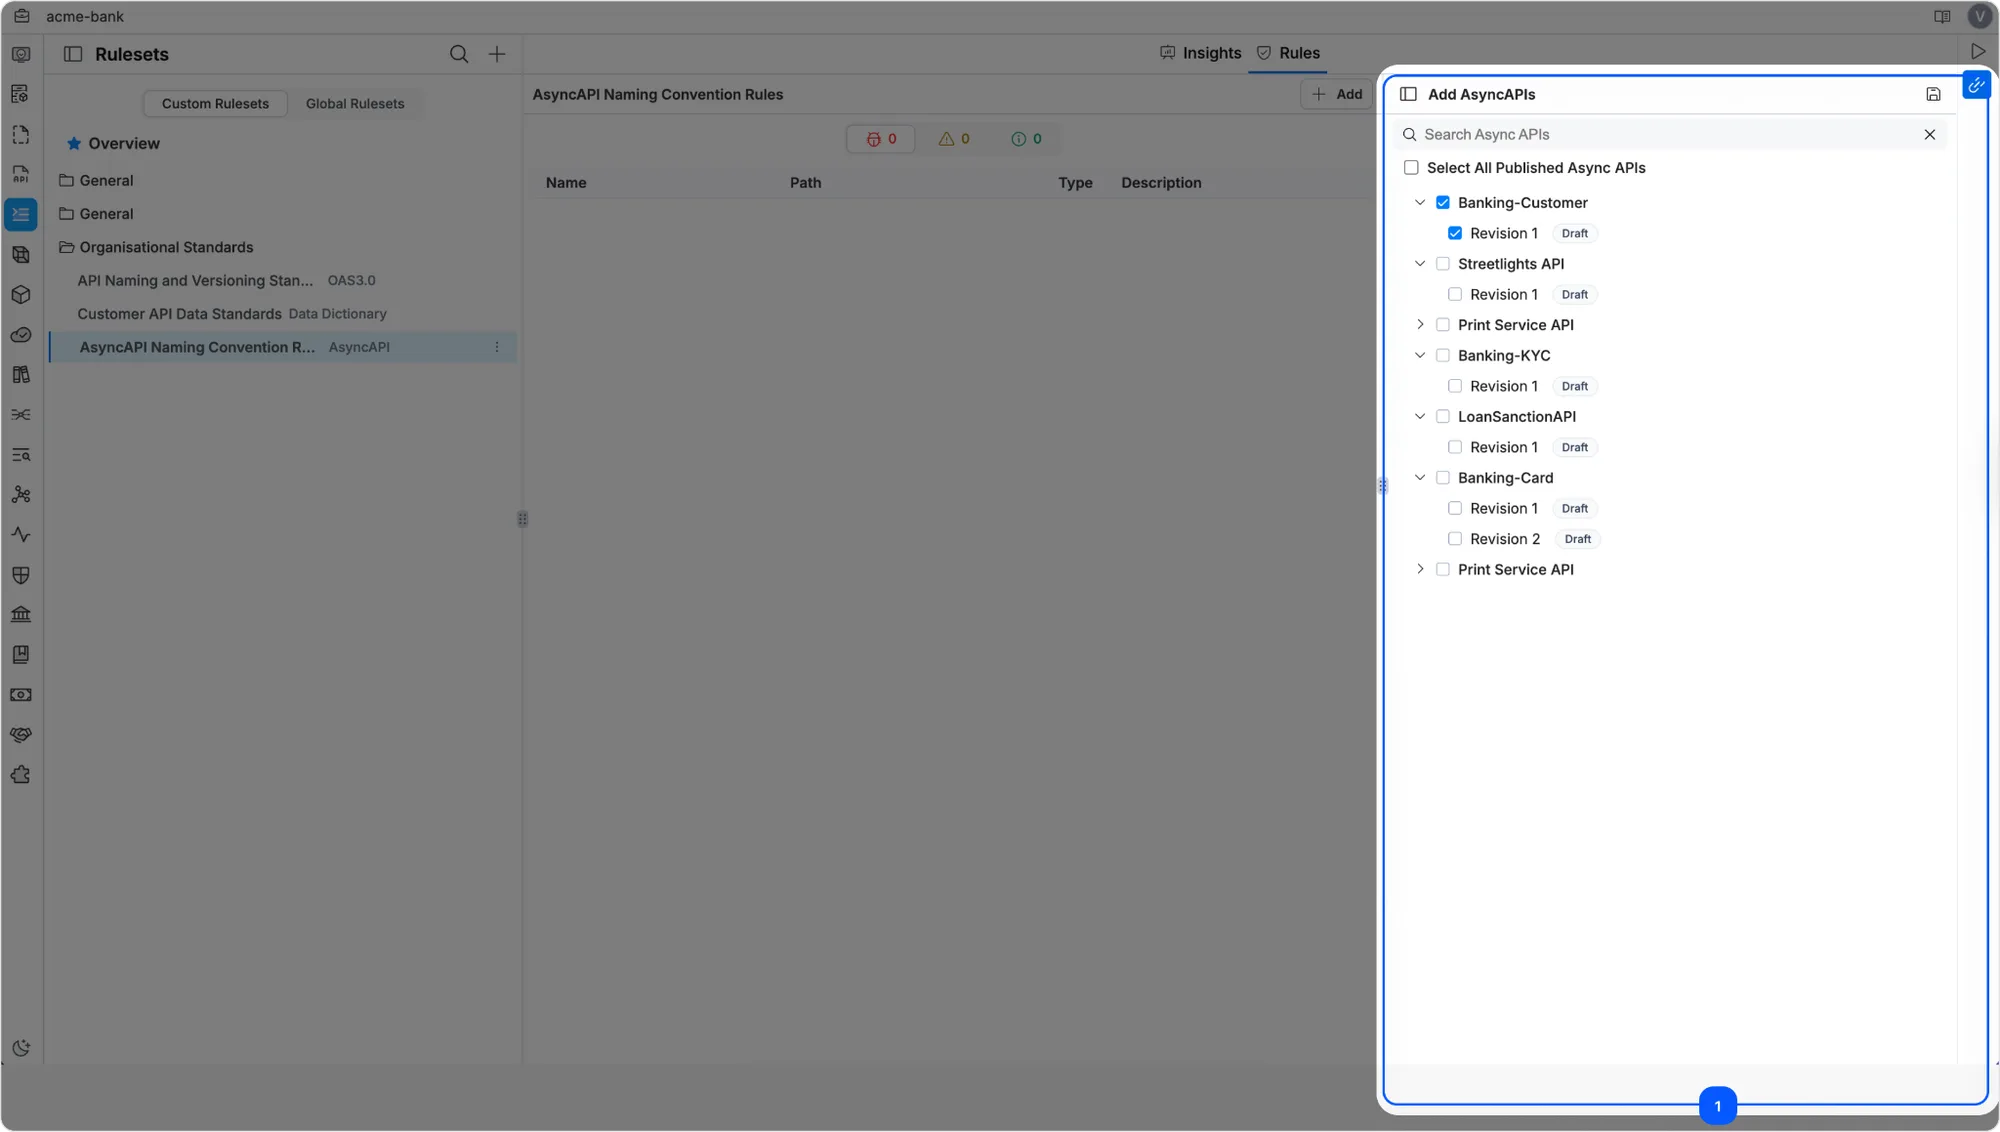 acme-bank
V
Rulesets
Insights
Rules
Custom Rulesets
Global Rulesets
Overview
General
General
Organisational Standards
API Naming and Versioning Stan... OAS3.0
Customer API Data Standards Data Dictionary
AsyncAPI Naming Convention R... AsyncAPI
AsyncAPI Naming Convention Rules
Add
0 0 0
Name Path Type Description
Add AsyncAPIs
Search Async APIs
Select All Published Async APIs
Banking-Customer
Revision 1 Draft
Streetlights API
Revision 1 Draft
Print Service API
Banking-KYC
Revision 1 Draft
LoanSanctionAPI
Revision 1 Draft
Banking-Card
Revision 1 Draft
Revision 2 Draft
Print Service API
1
API